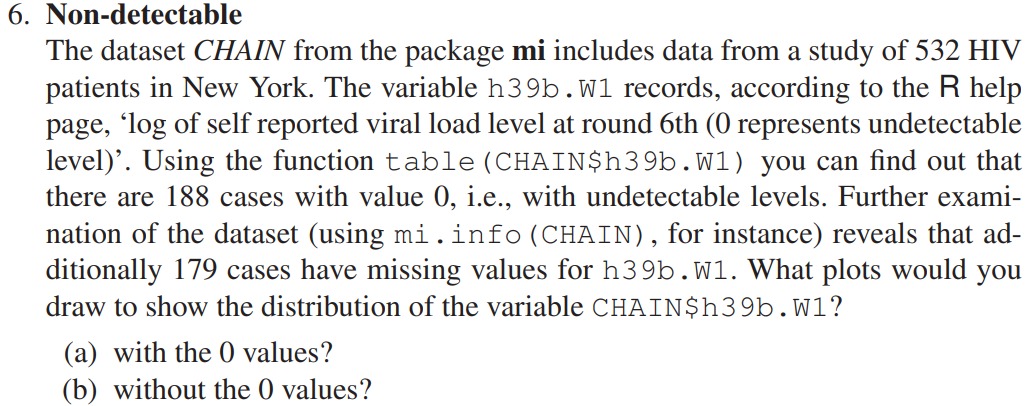 6. Non-detectable
The dataset CHAIN from the package mi includes data from a study of 532 HIV
patients in New York. The variable h39b.W1 records, according to the R help
page, ‘log of self reported viral load level at round 6th (0 represents undetectable
level)’. Using the function table(CHAIN$h39b.W1) you can find out that
there are 188 cases with value 0, i.e., with undetectable levels. Further exami-
nation of the dataset (using mi.info(CHAIN), for instance) reveals that ad-
ditionally 179 cases have missing values for h39b.W1. What plots would you
draw to show the distribution of the variable CHAIN$h39b.W1?
(a) with the 0 values?
(b) without the 0 values?